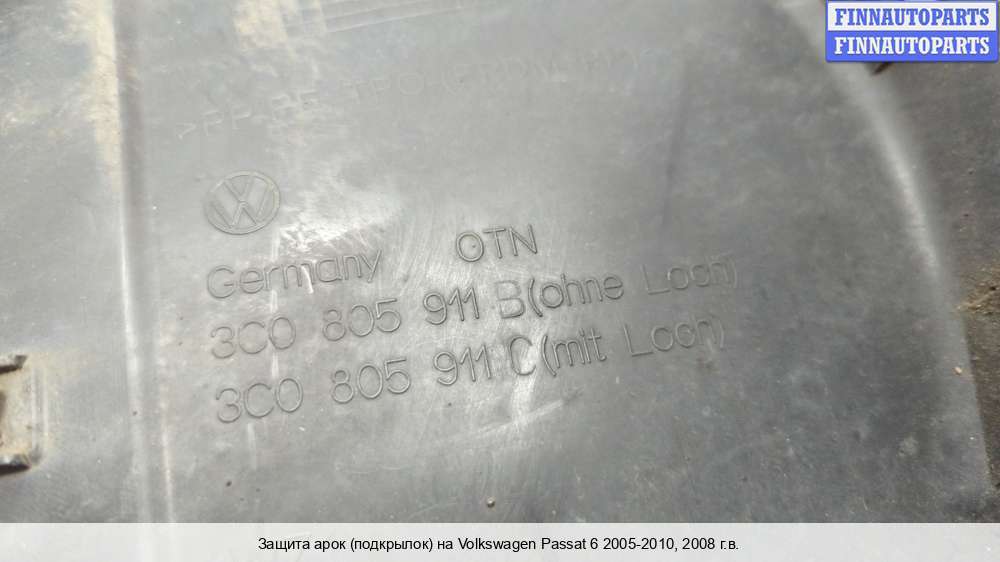 FINNAUTOPARTS
FINNAUTOPARTS
Germany OTN
3C0 805 911 B(ohne Loch)
3C0 805 911 C(mit Loch)
Защита арок (подкрылок) на Volkswagen Passat 6 2005-2010, 2008 г.в.